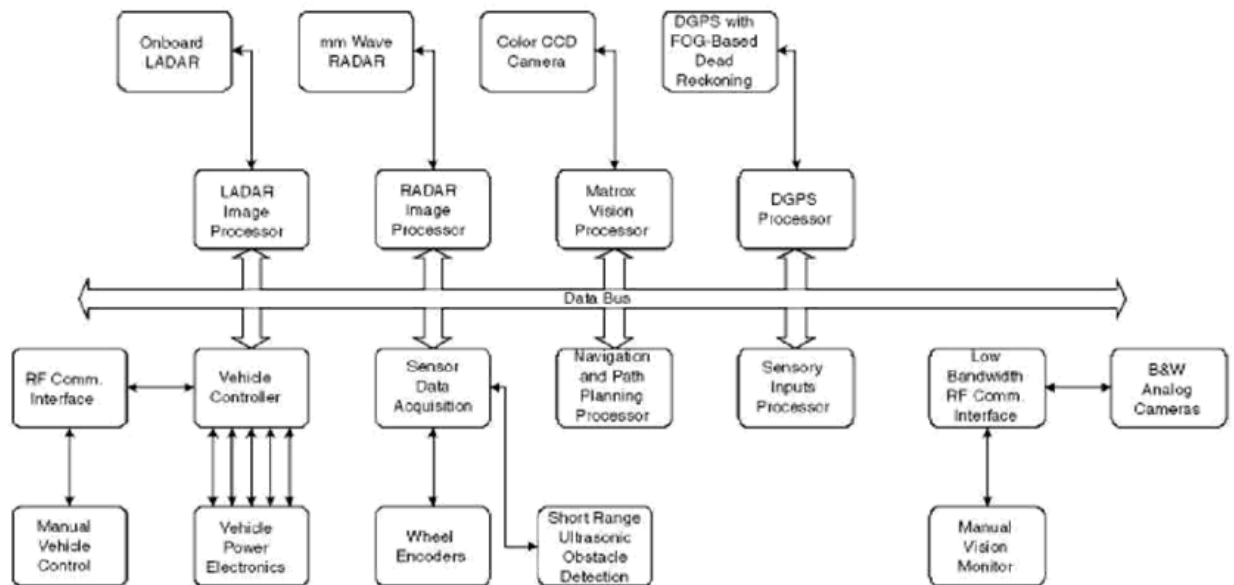 Onboard
LADAR
mm Wave
RADAR
Color CCD
Camera
DGPS with
FOG-Based
Dead
Reckoning
LADAR
Image
Processor
RADAR
Image
Processor
Matrox
Vision
Processor
DGPS
Processor
Data Bus
RF Comm.
Interface
Vehicle
Controller
Sensor
Data
Acquisition
Navigation
and Path
Planning
Processor
Sensory
Inputs
Processor
Low
Bandwidth
RF Comm.
Interface
B&W
Analog
Cameras
Manual
Vehicle
Control
Vehicle
Power
Electronics
Wheel
Encoders
Short Range
Ultrasonic
Obstacle
Detection
Manual
Vision
Monitor